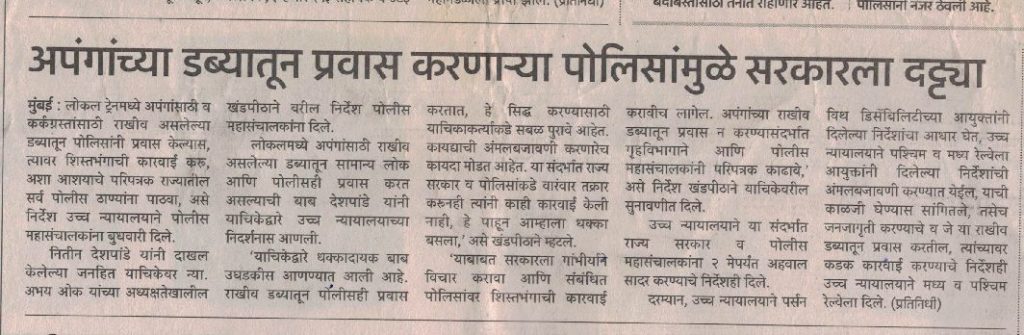 बंदोबस्तासाठी तैनात राहाणार आहेत.
पोलिसांनी नजर ठेवली आहे.
अपंगांच्या डब्यातून प्रवास करणाऱ्या पोलिसांमुळे सरकारला दट्ट्या
मुंबई : लोकल ट्रेनमध्ये अपंगांसाठी व
कर्करुग्णांसाठी राखीव असलेल्या
डब्यातून पोलिसांनी प्रवास केल्यास,
त्यावर शिस्तभंगाची कारवाई करू,
अशा आशयाचे परिपत्रक राज्यातील
सर्व पोलीस ठाण्यांना पाठवा, असे
निर्देश उच्च न्यायालयाने पोलीस
महासंचालकांना बुधवारी दिले.
नितीन देशपांडे यांनी दाखल
केलेल्या जनहित याचिकेवर न्या.
अभय ओक यांच्या अध्यक्षतेखालील
खंडपीठाने वरील निर्देश पोलीस
महासंचालकांना दिले.
लोकलमध्ये अपंगांसाठी राखीव
असलेल्या डब्यातून सामान्य लोक
आणि पोलीसही प्रवास करत
असल्याची बाब देशपांडे यांनी
याचिकेद्वारे उच्च न्यायालयाच्या
निदर्शनास आणली.
'याचिकेद्वारे धक्कादायक बाब
उघडकीस आणण्यात आली आहे.
राखीव डब्यातून पोलीसही प्रवास
करतात, हे सिद्ध करण्यासाठी
याचिकाकर्त्यांकडे सबळ पुरावे आहेत.
कायद्याची अंमलबजावणी करणारेच
कायदा मोडत आहेत. या संदर्भात राज्य
सरकार व पोलिसांकडे वारंवार तक्रार
करूनही त्यांनी काही कारवाई केली
नाही, हे पाहून आम्हाला धक्का
बसला,' असे खंडपीठाने म्हटले.
'याबाबत सरकारला गांभीर्याने
विचार करावा आणि संबंधित
पोलिसांवर शिस्तभंगाची कारवाई
करावीच लागेल. अपंगांच्या राखीव
डब्यातून प्रवास न करण्यासंदर्भात
गृहविभागाने आणि पोलीस
महासंचालकांनी परिपत्रक काढावे,'
असे निर्देश खंडपीठाने याचिकेवरील
सुनावणीत दिले.
उच्च न्यायालयाने या संदर्भात
राज्य सरकार व पोलीस
महासंचालकांना २ मेपर्यंत अहवाल
सादर करण्याचे निर्देशही दिले.
दरम्यान, उच्च न्यायालयाने पर्सन
विथ डिसॅबिलिटीच्या आयुक्तांनी
दिलेल्या निर्देशांचा आधार घेत, उच्च
न्यायालयाने पश्चिम व मध्य रेल्वेला
आयुक्तांनी दिलेल्या निर्देशांची
अंमलबजावणी करण्यात येईल, याची
काळजी घेण्यास सांगितले, तसेच
जनजागृती करण्याचे व जे या राखीव
डब्यातून प्रवास करतील, त्यांच्यावर
कडक कारवाई करण्याचे निर्देशही
उच्च न्यायालयाने मध्य व पश्चिम
रेल्वेला दिले. (प्रतिनिधी)